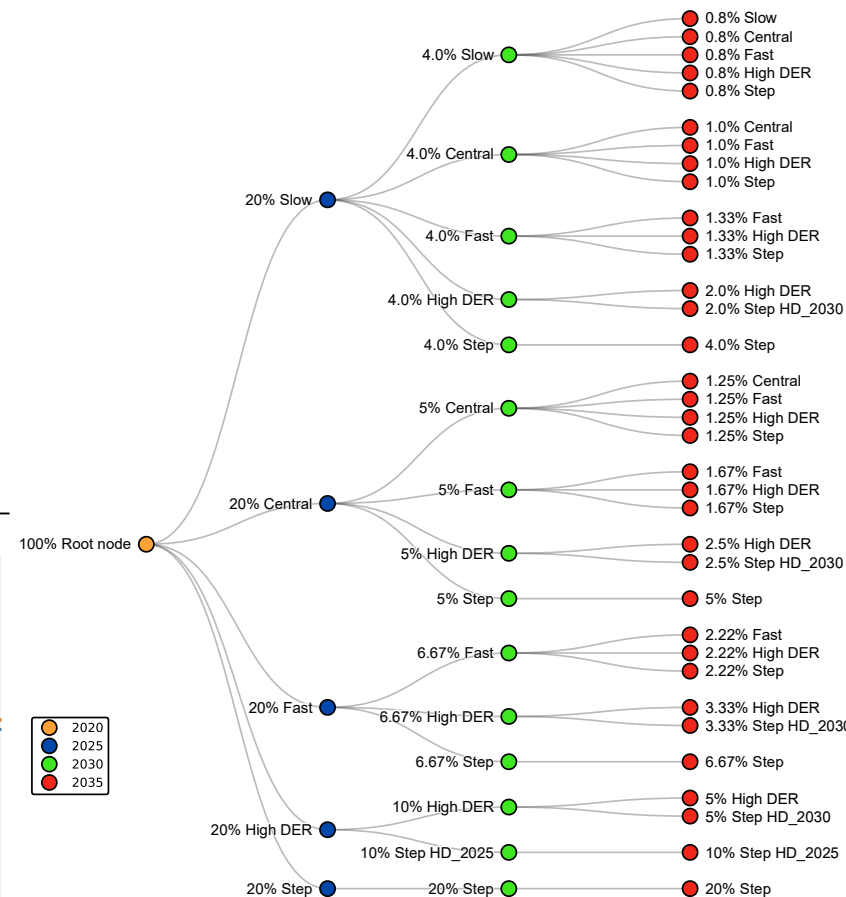 0.8% Slow
0.8% Central
4.0% Slow
0.8% Fast
0.8% High DER
0.8% Step
1.0% Central
1.0% Fast
4.0% Central
1.0% High DER
1.0% Step
20% Slow
1.33% Fast
4.0% Fast
1.33% High DER
1.33% Step
2.0% High DER
4.0% High DER
2.0% Step HD_2030
4.0% Step
4.0% Step
1.25% Central
1.25% Fast
5% Central
1.25% High DER
1.25% Step
1.67% Fast
5% Fast
1.67% High DER
20% Central
1.67% Step
100% Root node
2.5% High DER
5% High DER
2.5% Step HD_2030
5% Step
5% Step
2.22% Fast
6.67% Fast
2.22% High DER
2.22% Step
20% Fast
3.33% High DER
6.67% High DER
3.33% Step HD_2030
6.67% Step
6.67% Step
2020
2025
2030
2035
5% High DER
10% High DER
5% Step HD_2030
20% High DER
10% Step HD_2025
10% Step HD_2025
20% Step
20% Step
20% Step